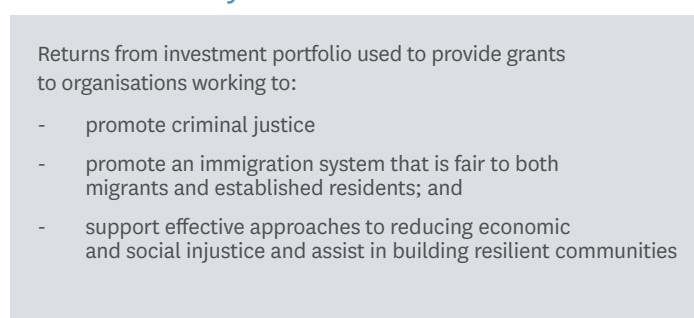 Returns from investment portfolio used to provide grants
to organisations working to:
- promote criminal justice
- promote an immigration system that is fair to both
migrants and established residents; and
- support effective approaches to reducing economic
and social injustice and assist in building resilient communities